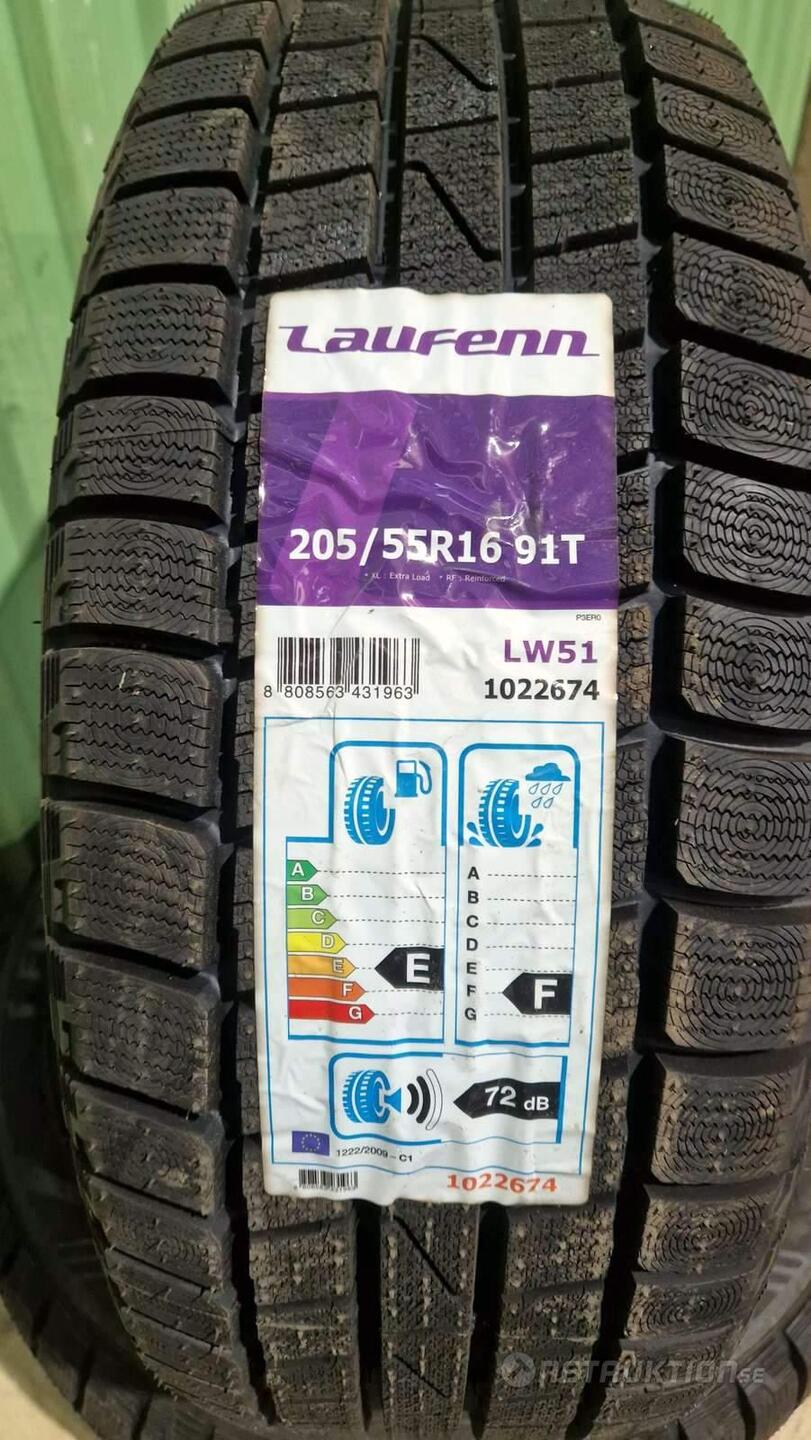 Laufenn
205/55R16 91T
• XL : Extra Load • RF : Reinforced
P3ER0
LW51
8 808563 431963
1022674
A
B
C
D
E
F
G
E
A
B
C
D
E
F
G
F
72 dB
1222/2009 - C1
1022674
RETRUKTION.SE